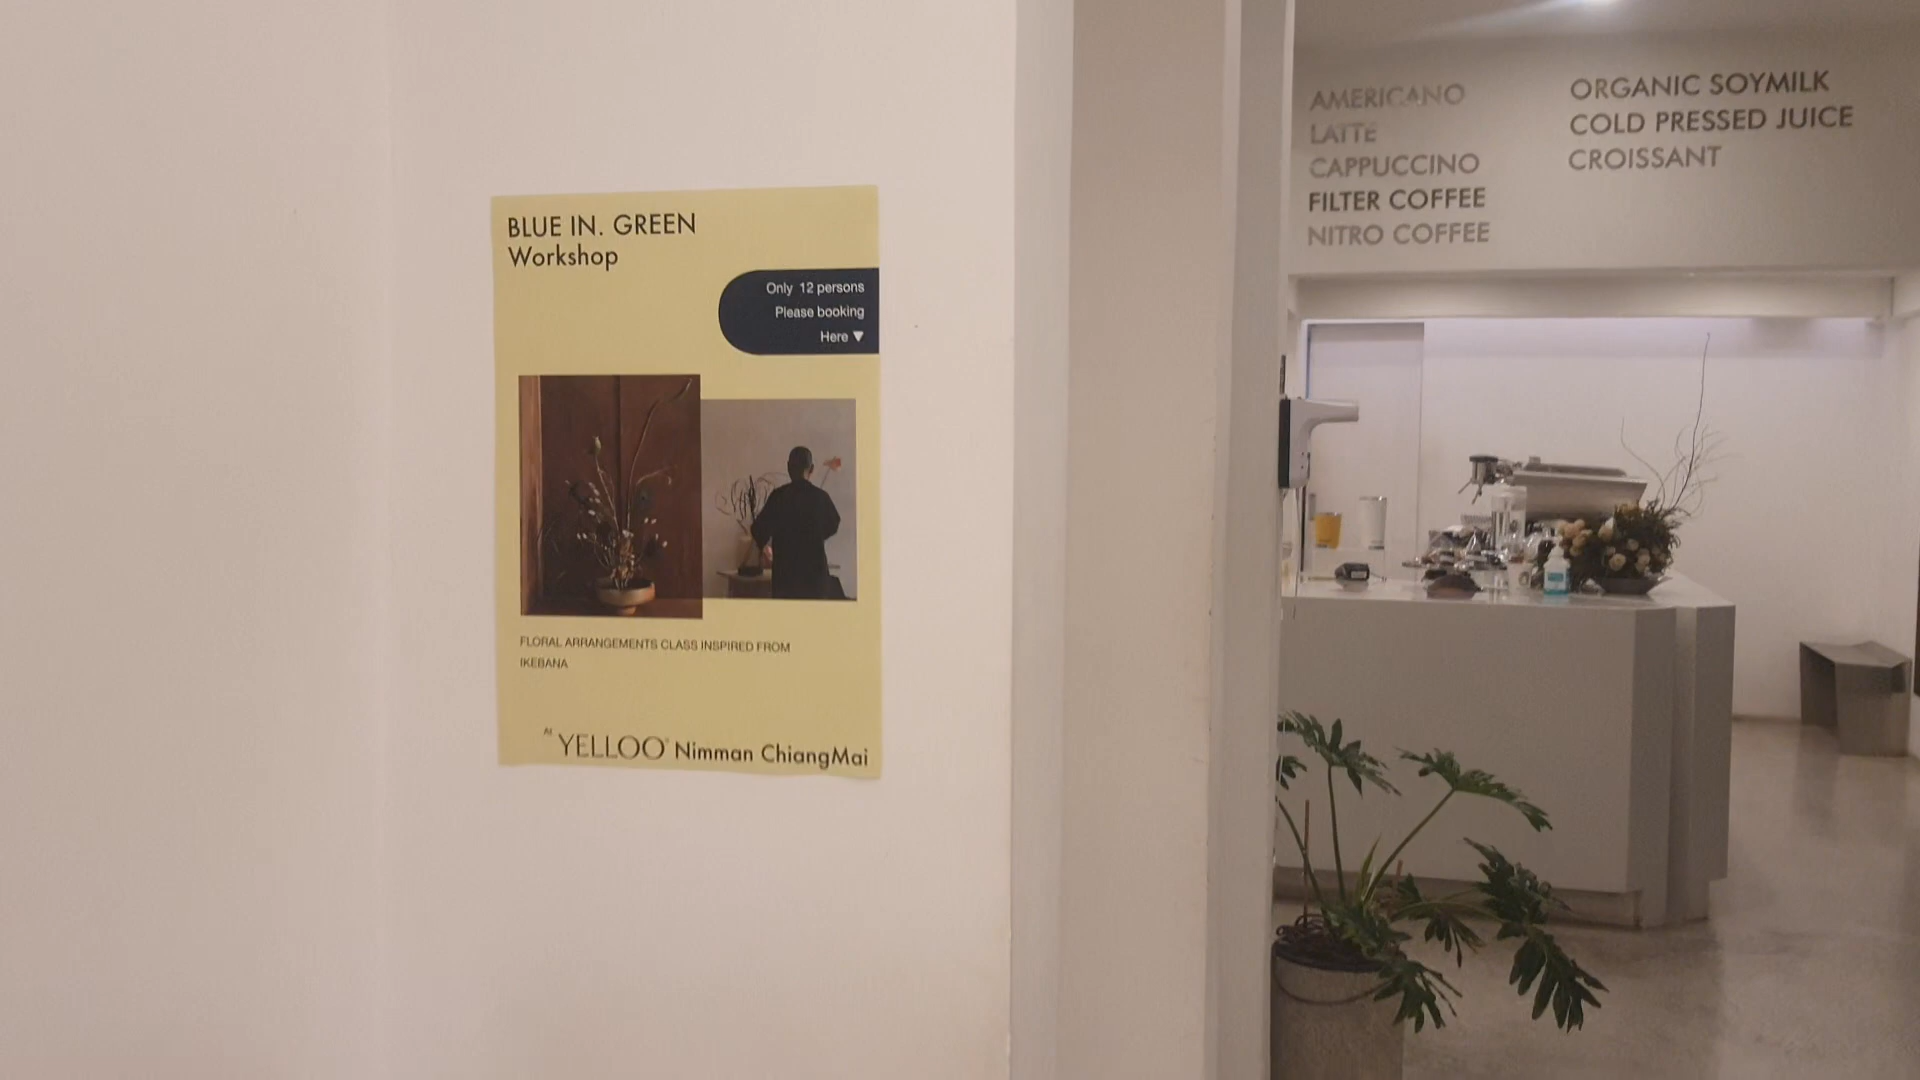 BLUE IN. GREEN
Workshop
Only 12 persons
Please booking
Here ▼
FLORAL ARRANGEMENTS CLASS INSPIRED FROM
IKEBANA
At YELLOO Nimman ChiangMai
AMERICANO
LATTE
CAPPUCCINO
FILTER COFFEE
NITRO COFFEE
ORGANIC SOYMILK
COLD PRESSED JUICE
CROISSANT